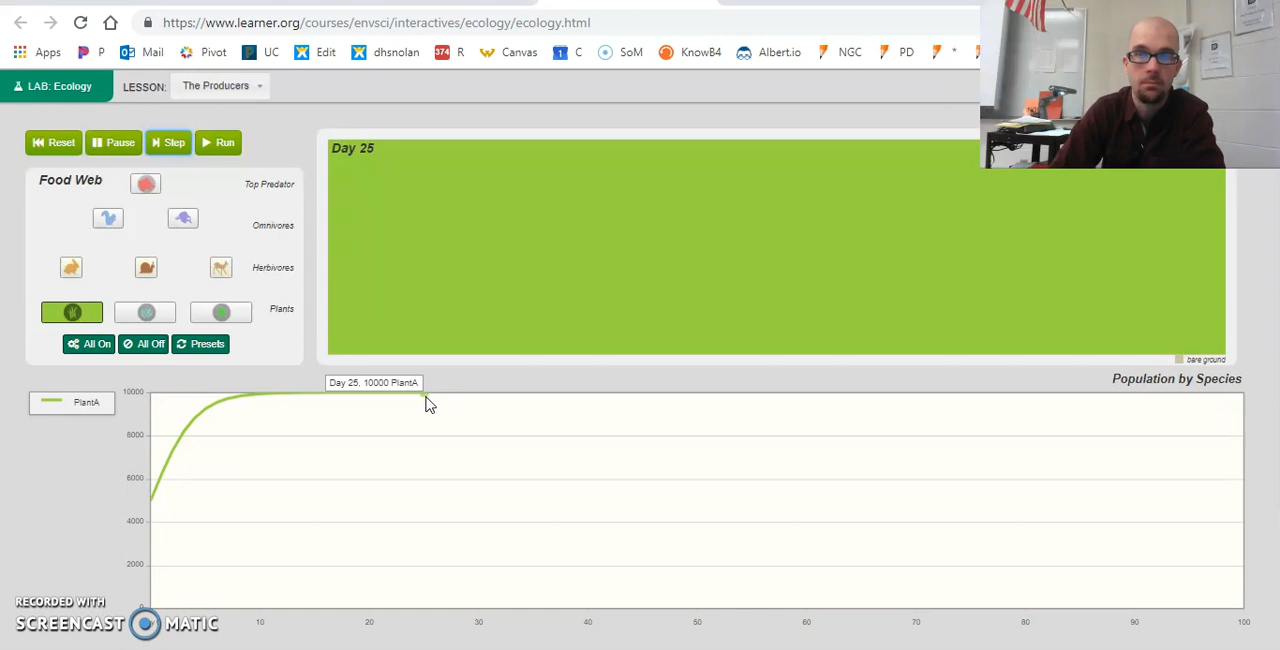 https://www.learner.org/courses/envsci/interactives/ecology/ecology.html
Apps P Mail Pivot UC Edit dhsnolan 374 R Canvas 1 C SoM KnowB4 Albert.io NGC PD *
LAB: Ecology LESSON: The Producers
Reset Pause Step Run
Food Web
Top Predator
Omnivores
Herbivores
Plants
All On All Off Presets
Day 25
bare ground
Population by Species
Day 25, 10000 PlantA
PlantA
10000
8000
6000
4000
2000
0
10 20 30 40 50 60 70 80 90 100
RECORDED WITH
SCREENCAST MATIC